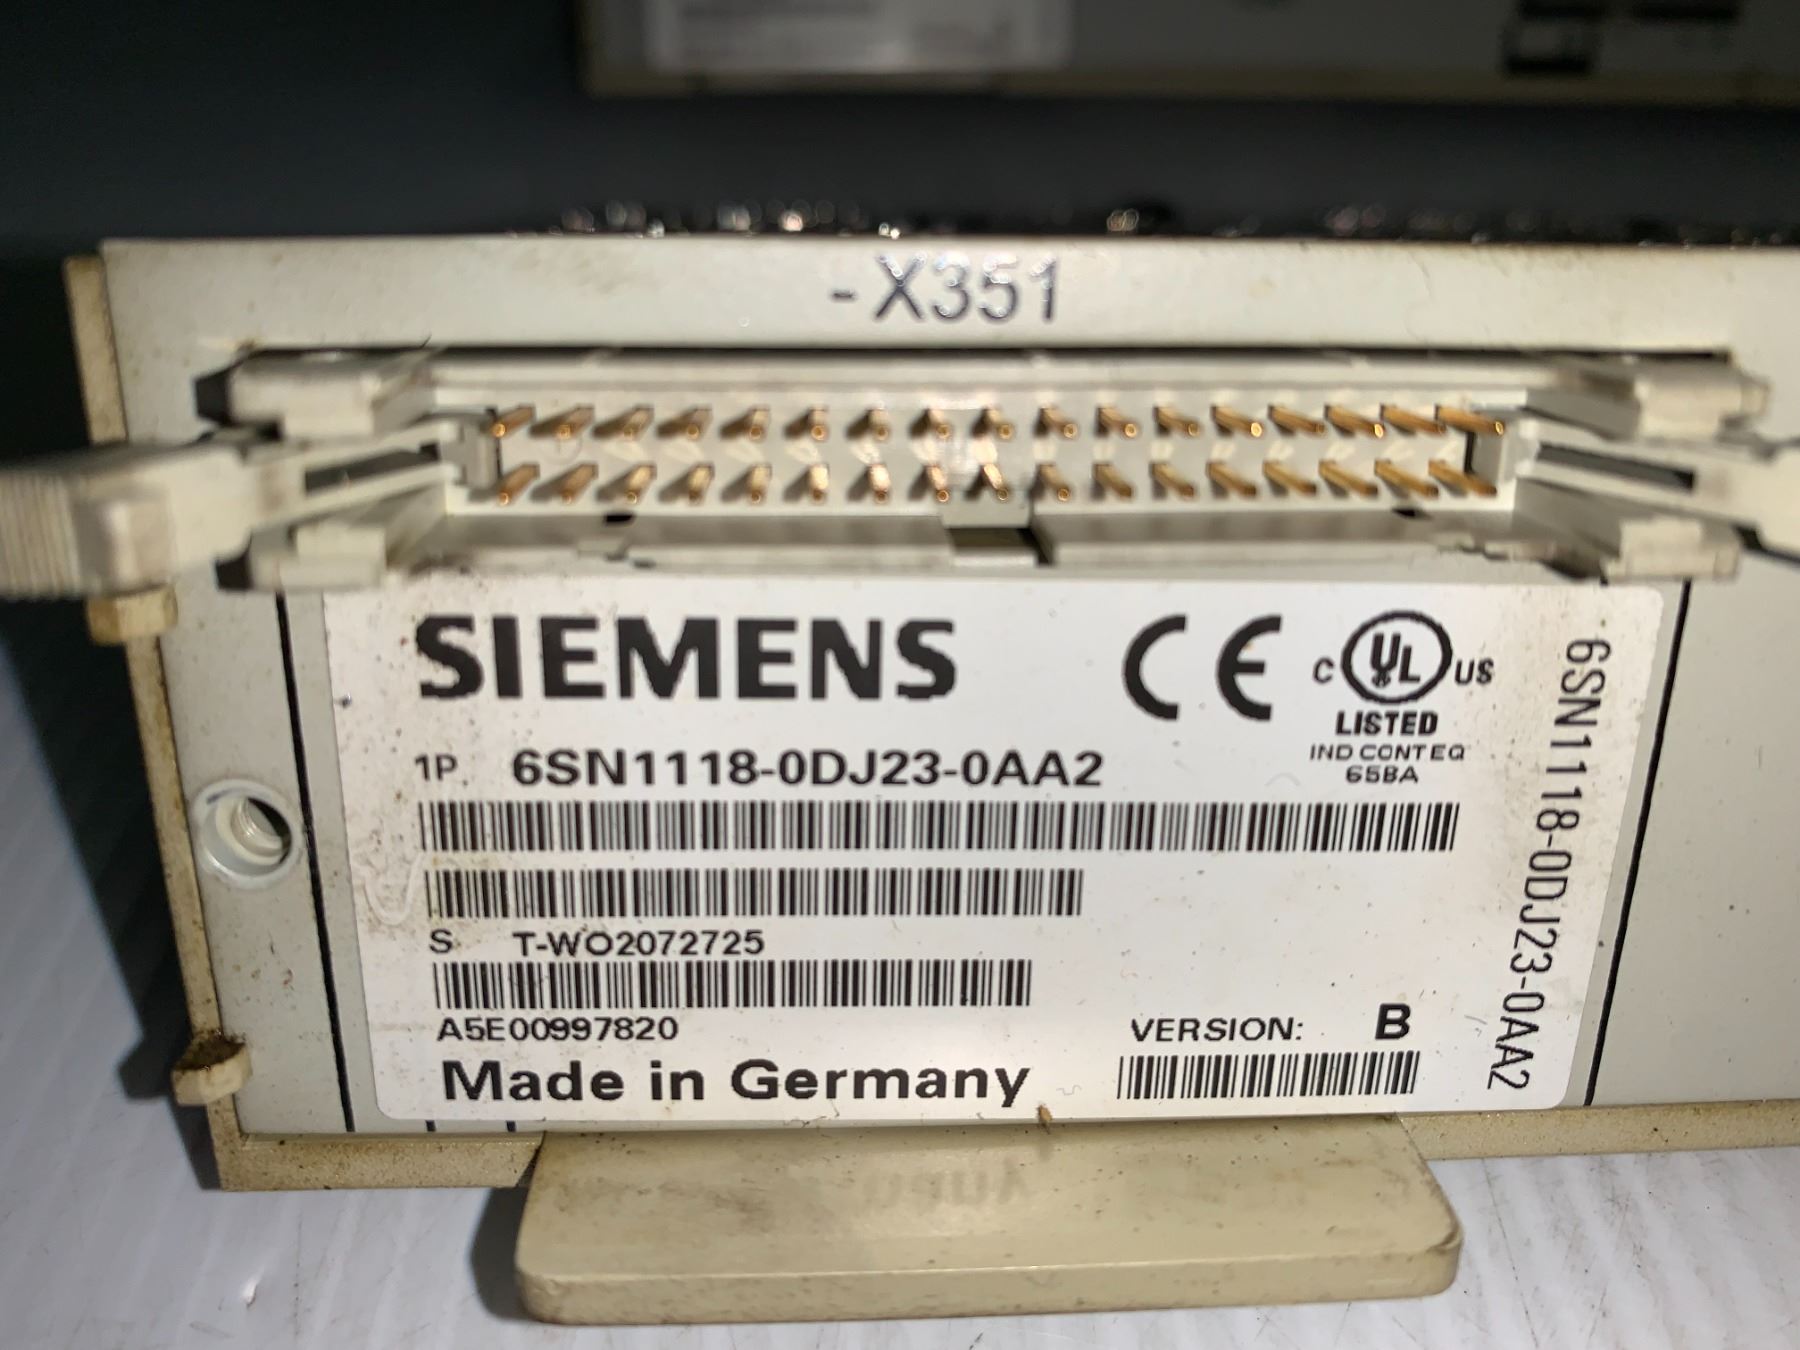 -X351
SIEMENS
CE
C UL US
LISTED
IND CONT EQ
65BA
1P 6SN1118-0DJ23-0AA2
S T-WO2072725
A5E00997820
VERSION: B
Made in Germany
6SN1118-0DJ23-0AA2